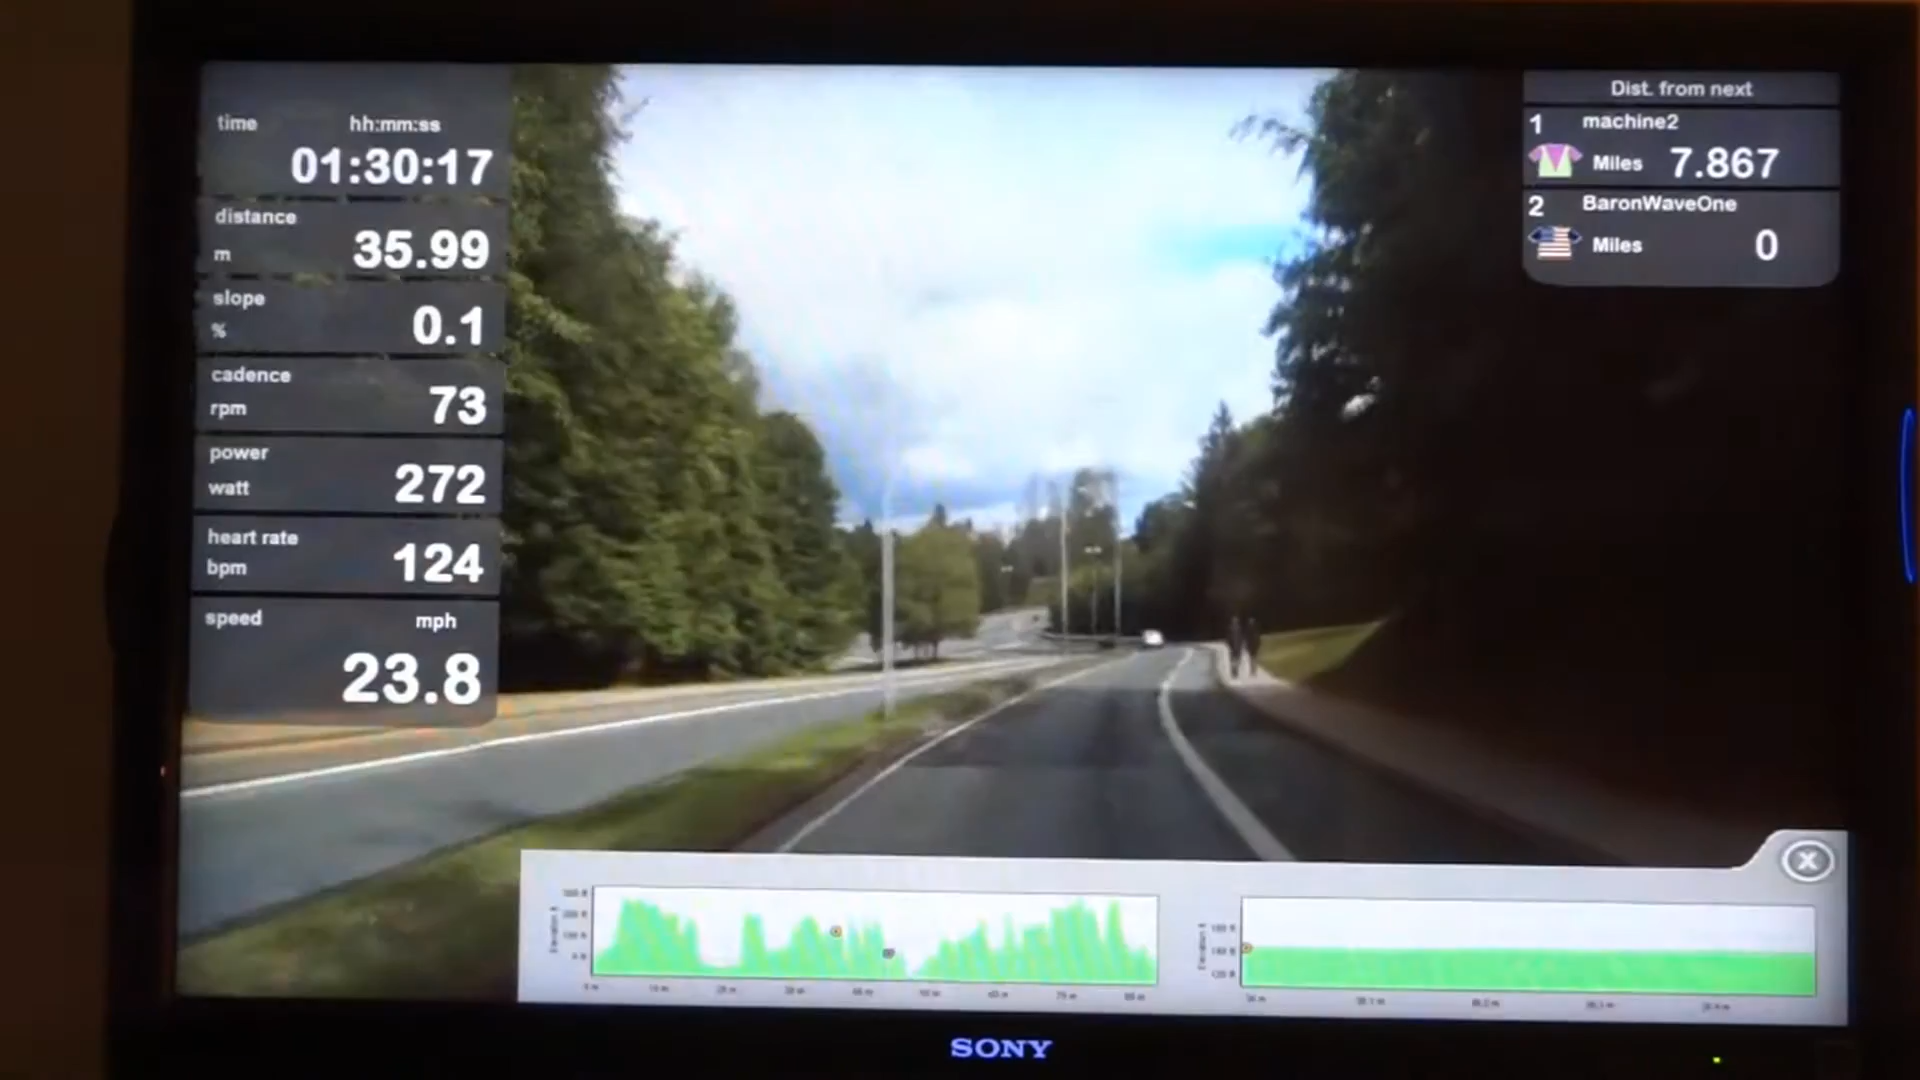 time hh:mm:ss
01:30:17
distance
m 35.99
slope
% 0.1
cadence
rpm 73
power
watt 272
heart rate
bpm 124
speed mph
23.8
Dist. from next
1 machine2
Miles 7.867
2 BaronWaveOne
Miles 0
SONY